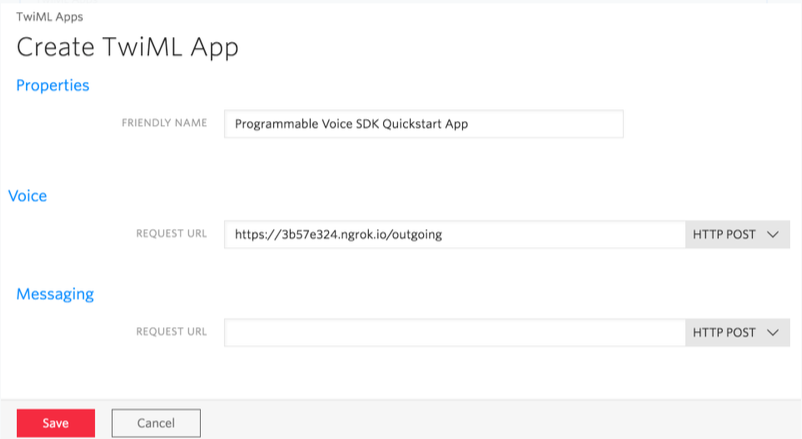 TwiML Apps
Create TwiML App
Properties
FRIENDLY NAME Programmable Voice SDK Quickstart App
Voice
REQUEST URL https://3b57e324.ngrok.io/outgoing HTTP POST
Messaging
REQUEST URL HTTP POST
Save Cancel